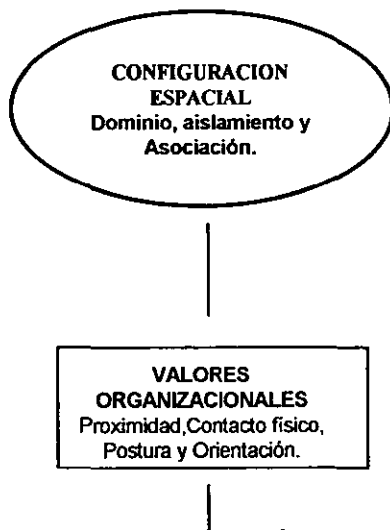 CONFIGURACION
ESPACIAL
Dominio, aislamiento y
Asociación.
VALORES
ORGANIZACIONALES
Proximidad,Contacto físico,
Postura y Orientación.